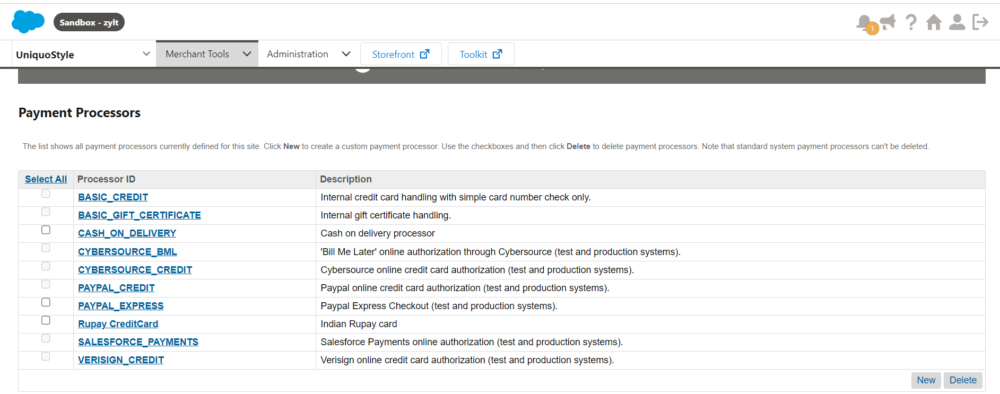 Sandbox - zylt
1
UniquoStyle
Merchant Tools
Administration
Storefront
Toolkit
Payment Processors
The list shows all payment processors currently defined for this site. Click New to create a custom payment processor. Use the checkboxes and then click Delete to delete payment processors. Note that standard system payment processors can't be deleted.
Select All Processor ID Description
BASIC_CREDIT Internal credit card handling with simple card number check only.
BASIC_GIFT_CERTIFICATE Internal gift certificate handling.
CASH_ON_DELIVERY Cash on delivery processor
CYBERSOURCE_BML 'Bill Me Later' online authorization through Cybersource (test and production systems).
CYBERSOURCE_CREDIT Cybersource online credit card authorization (test and production systems).
PAYPAL_CREDIT Paypal online credit card authorization (test and production systems).
PAYPAL_EXPRESS Paypal Express Checkout (test and production systems).
Rupay CreditCard Indian Rupay card
SALESFORCE_PAYMENTS Salesforce Payments online authorization (test and production systems).
VERISIGN_CREDIT Verisign online credit card authorization (test and production systems).
New Delete